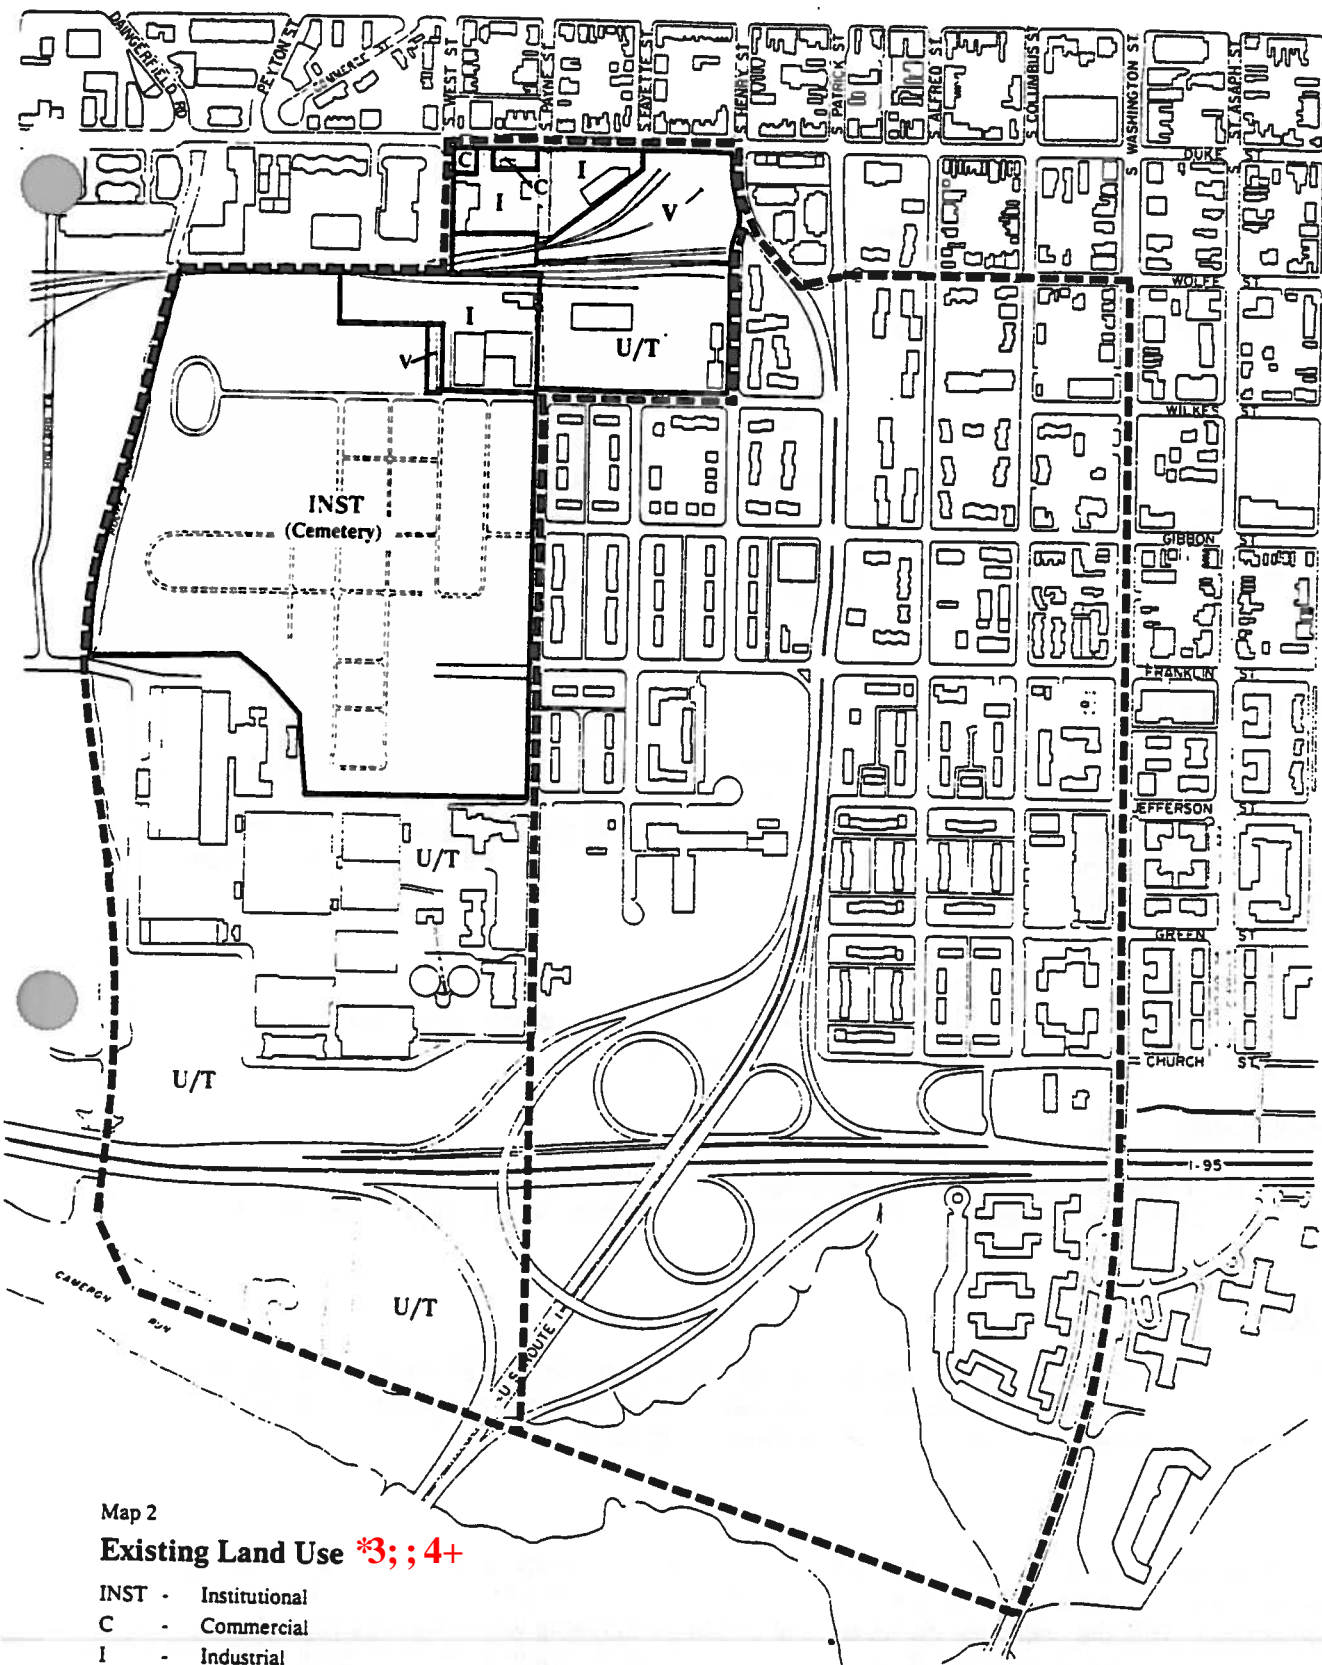 DAINGERFIELD RD
PEYTON ST
S. WEST ST
S. PAYNE ST
S. FAYETTE ST
S. HENRY ST
S PATRICK ST
S. ALFRED ST.
S. COLUMBUS ST
S WASHINGTON ST.
S ST. ASAPH ST.
DUKE ST
C
C
I
I
V
WOLFE ST
I
U/T
V
WILKES ST
INST
(Cemetery)
GIBBON ST
FRANKLIN ST
JEFFERSON ST
U/T
GREEN ST
U/T
CHURCH ST
I-95
CAMERON
RUN
U/T
U S ROUTE 1
Map 2
Existing Land Use *3; ; 4+
INST - Institutional
C - Commercial
I - Industrial